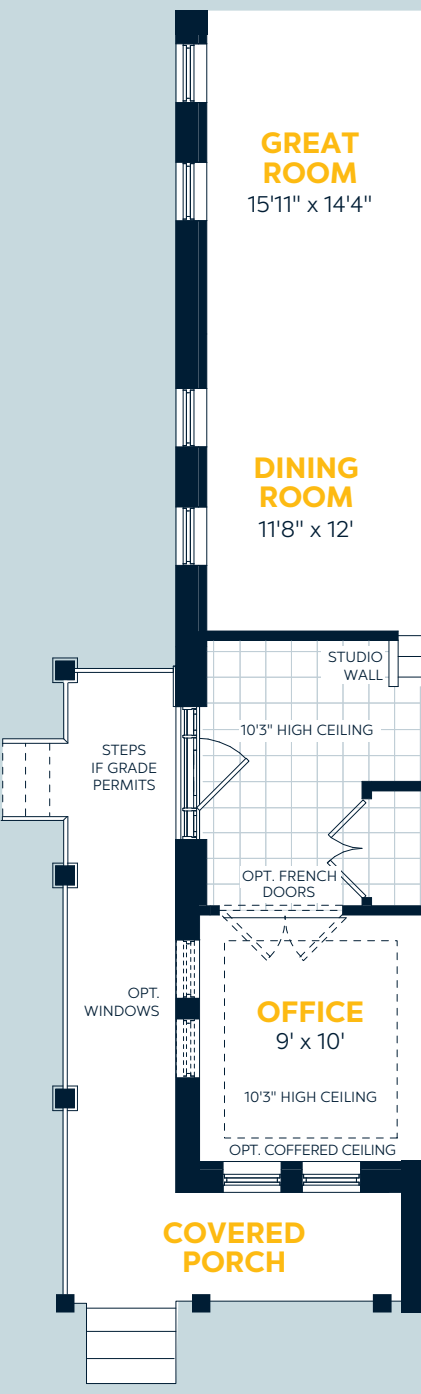 GREAT
ROOM
15'11" x 14'4"
DINING
ROOM
11'8" x 12'
STUDIO
WALL
10'3" HIGH CEILING
STEPS
IF GRADE
PERMITS
OPT. FRENCH
DOORS
OPT.
WINDOWS
OFFICE
9' x 10'
10'3" HIGH CEILING
OPT. COFFERED CEILING
COVERED
PORCH